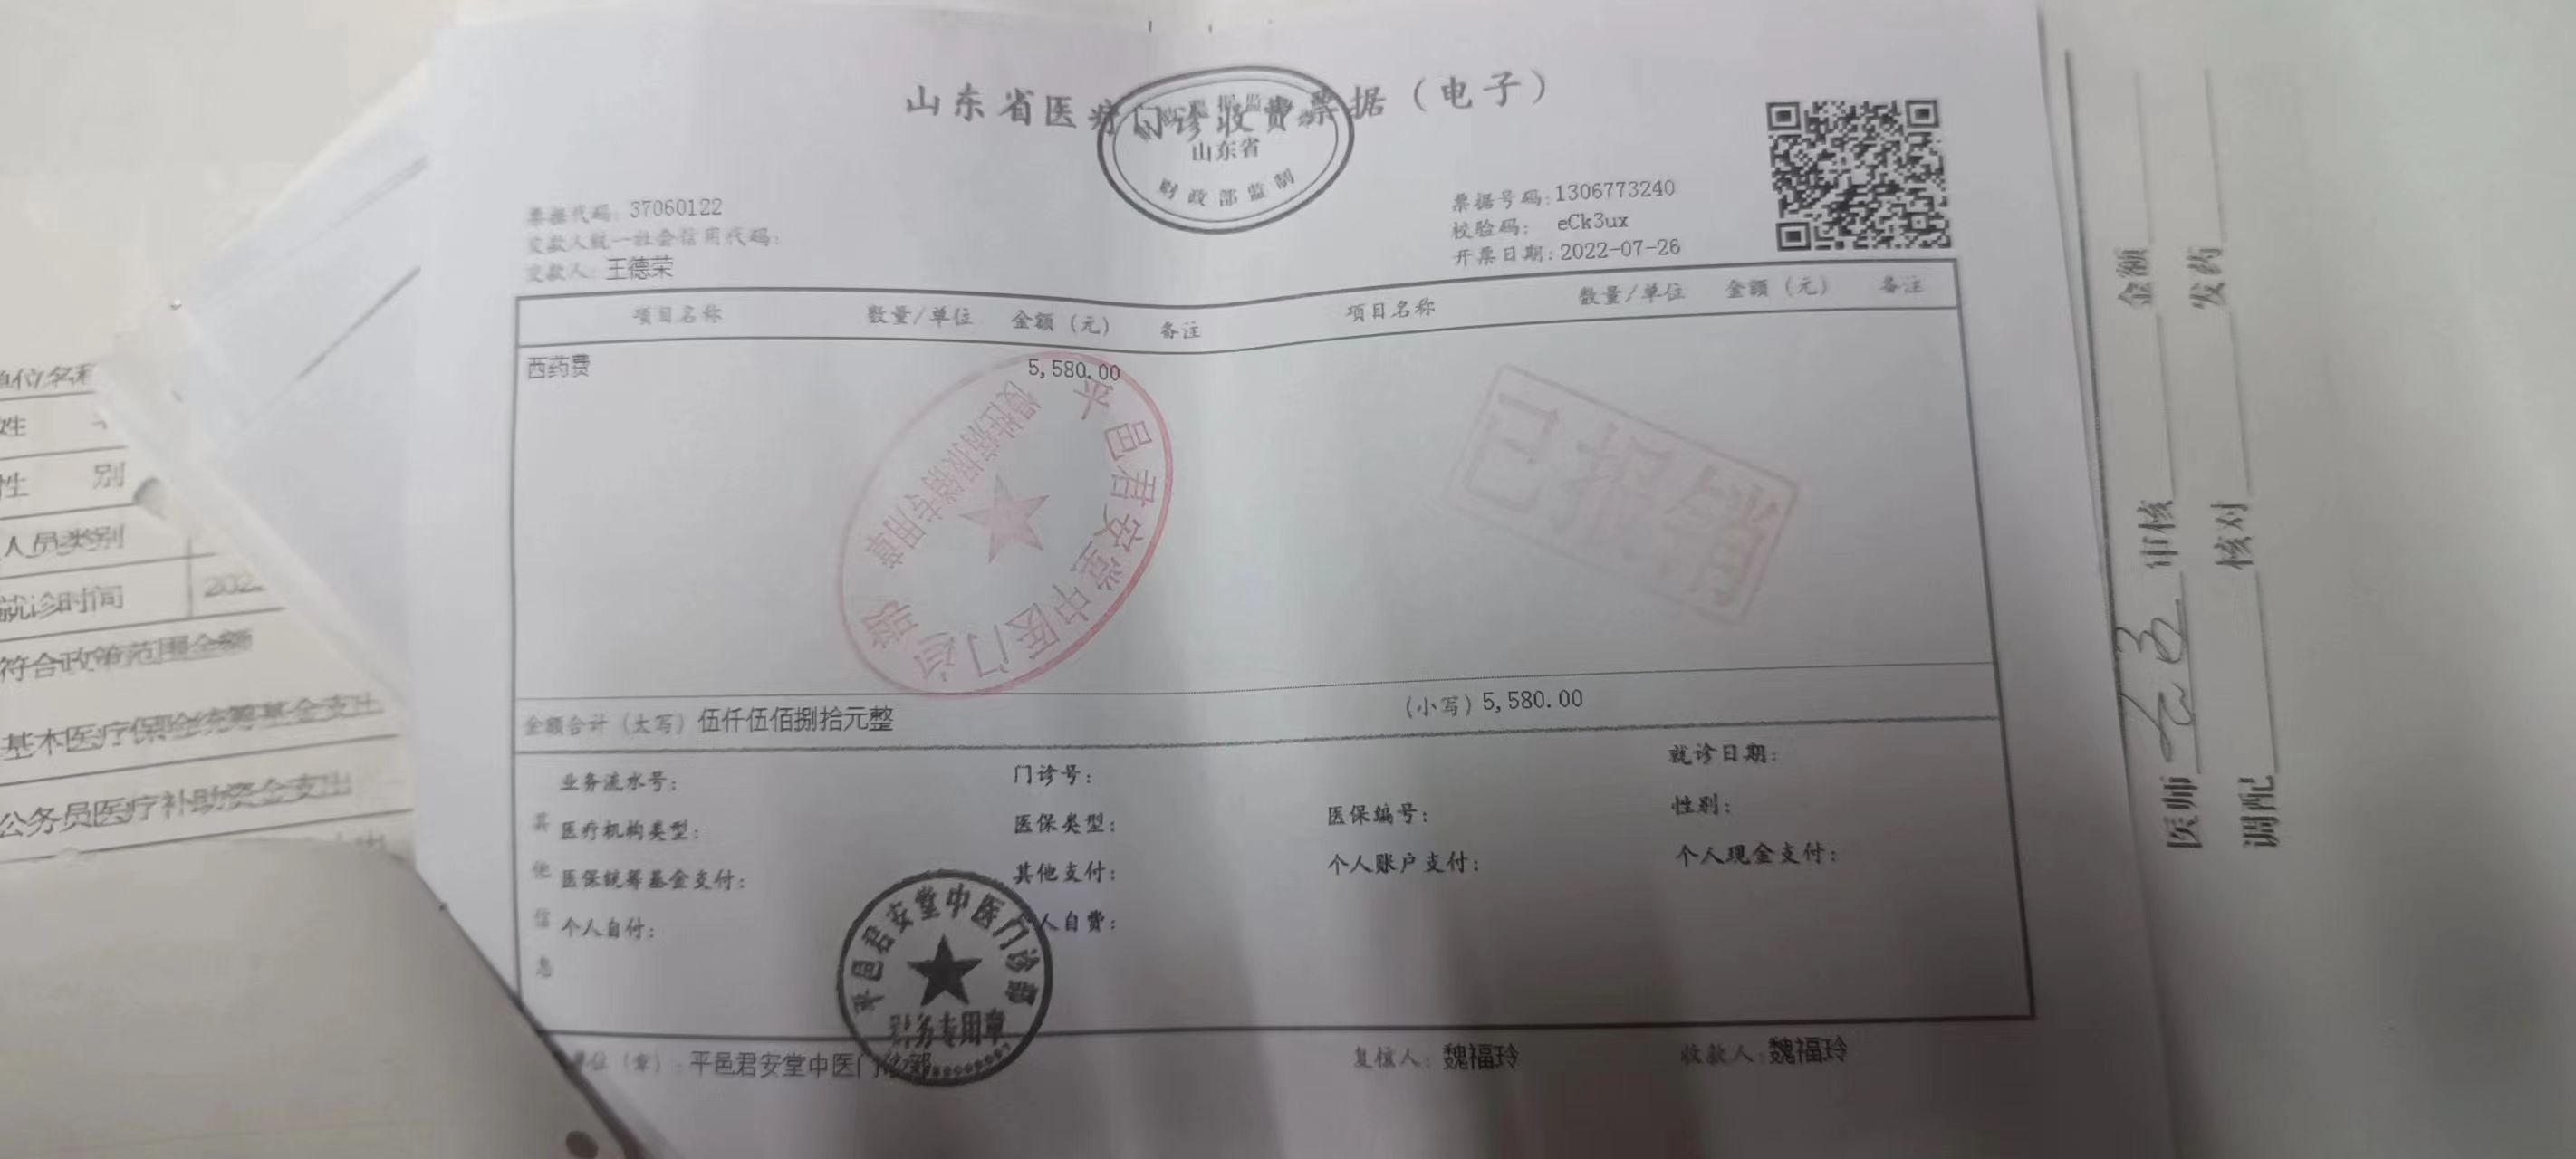 山东省医疗门诊收费票据（电子）
山东省
财政部监制
票据代码：37060122
交款人统一社会信用代码：
交款人：王德荣
票据号码：1306773240
校验码：eCk3ux
开票日期：2022-07-26
项目名称 数量/单位 金额（元） 备注 项目名称 数量/单位 金额（元） 备注
西药费 5,580.00
平邑君安堂中医门诊部
慢性病报销专用章
已报销
金额合计（大写）伍仟伍佰捌拾元整 （小写）5,580.00
其他信息
业务流水号： 门诊号： 就诊日期：
医疗机构类型： 医保类型： 医保编号： 性别：
医保统筹基金支付： 其他支付： 个人账户支付： 个人现金支付：
个人自付： 人自费：
平邑君安堂中医门诊部
财务专用章
单位（章）：平邑君安堂中医门诊部 复核人：魏福玲 收款人：魏福玲
单位名称
姓
性 别
人员类别
就诊时间 202
符合政策范围金额
基本医疗保险统筹基金支出
公务员医疗补助资金支出
医师 审核 金额
调配 核对 发药